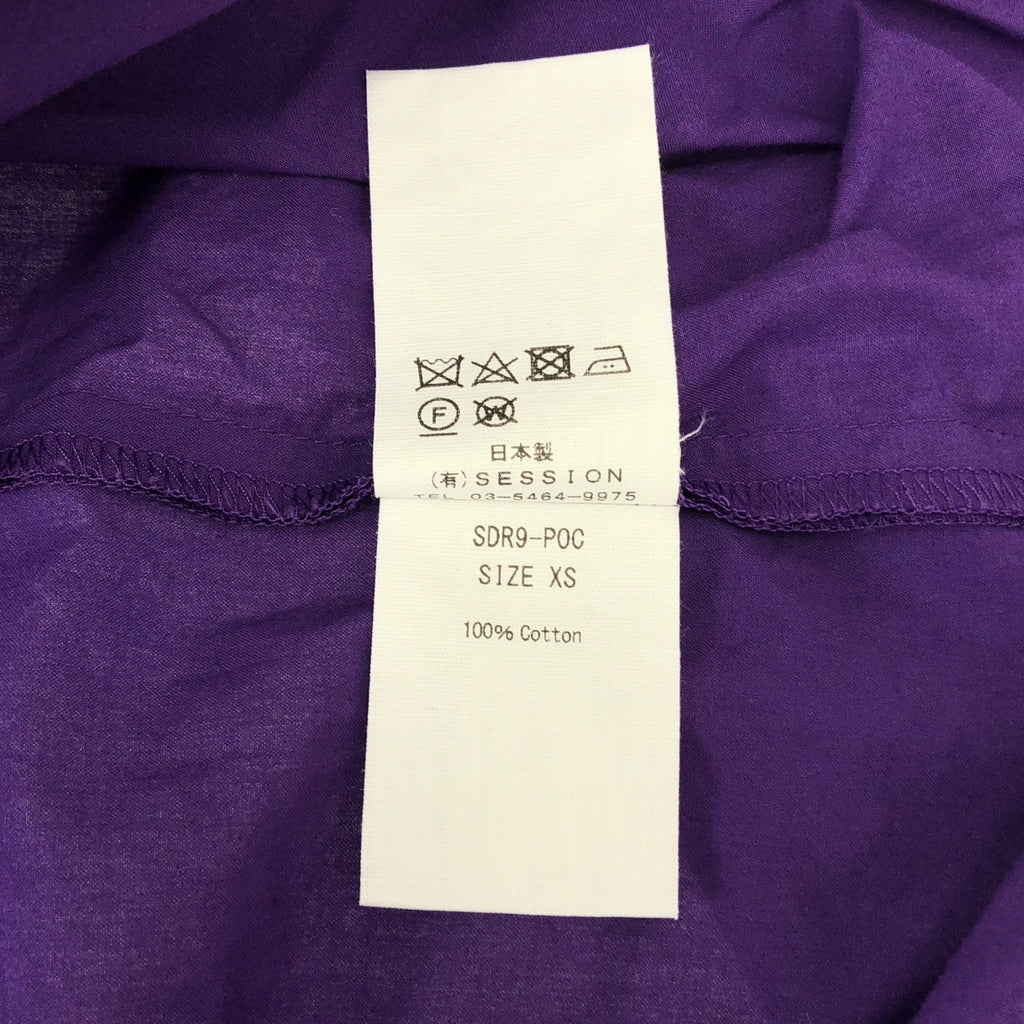 F W
日本製
(有)SESSION
TEL 03-5464-9975
SDR9-POC
SIZE XS
100% Cotton